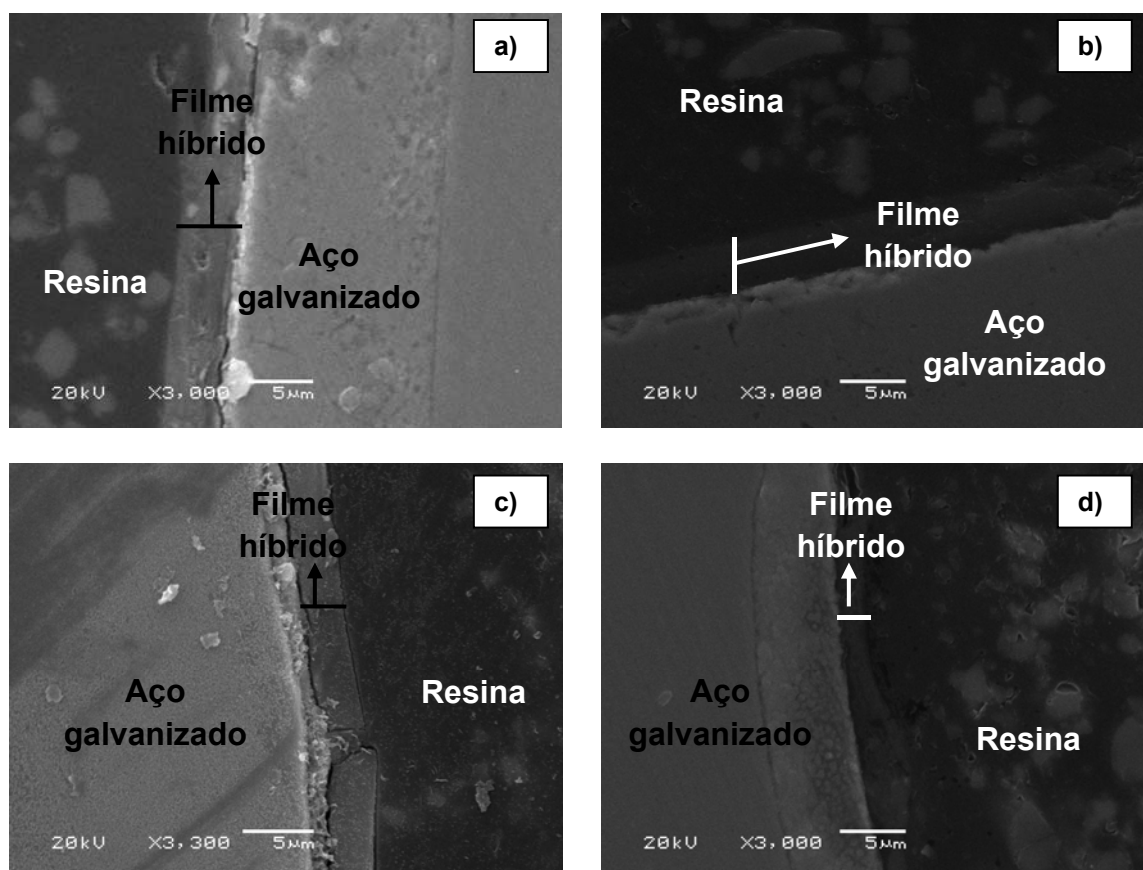 a)
Filme
híbrido
Aço
galvanizado
Resina
20kV X3,000 5μm
b)
Resina
Filme
híbrido
Aço
galvanizado
20kV X3,000 5μm
c)
Filme
híbrido
Aço
galvanizado
Resina
20kV X3,300 5μm
d)
Filme
híbrido
Aço
galvanizado
Resina
20kV X3,000 5μm